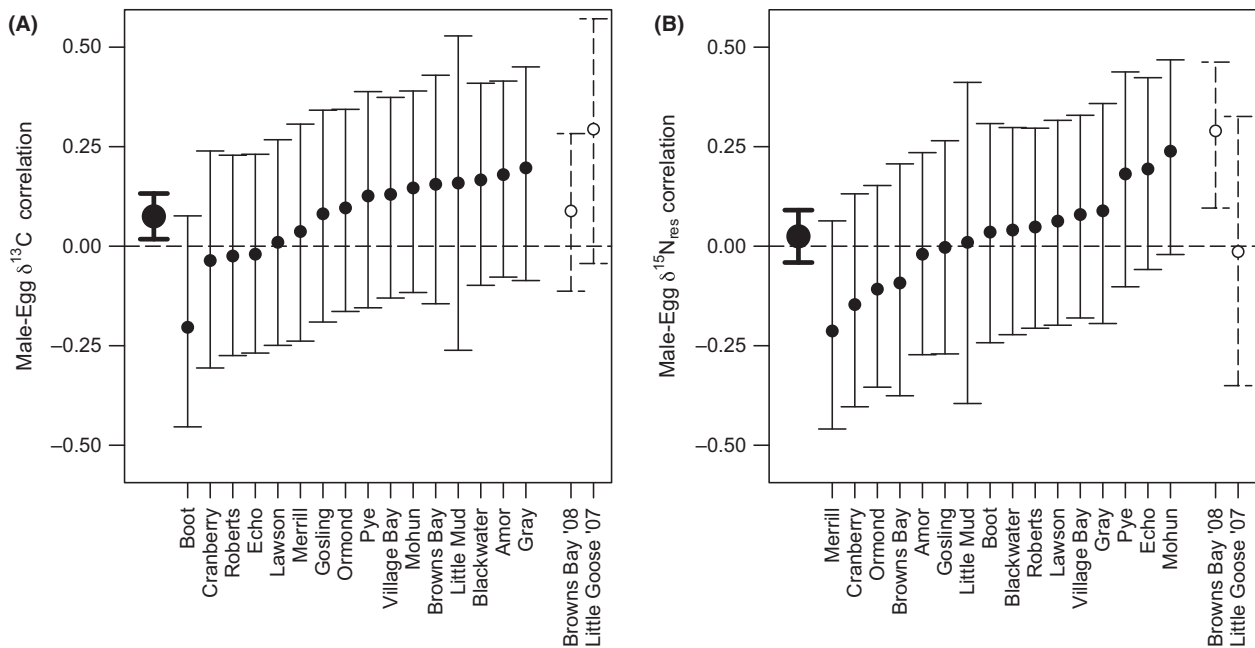 (A)
Male-Egg δ13C correlation
0.50
0.25
0.00
−0.25
−0.50
Boot
Cranberry
Roberts
Echo
Lawson
Merrill
Gosling
Ormond
Pye
Village Bay
Mohun
Browns Bay
Little Mud
Blackwater
Amor
Gray
Browns Bay '08
Little Goose '07
(B)
Male-Egg δ15Nres correlation
0.50
0.25
0.00
−0.25
−0.50
Merrill
Cranberry
Ormond
Browns Bay
Amor
Gosling
Little Mud
Boot
Blackwater
Roberts
Lawson
Village Bay
Gray
Pye
Echo
Mohun
Browns Bay '08
Little Goose '07